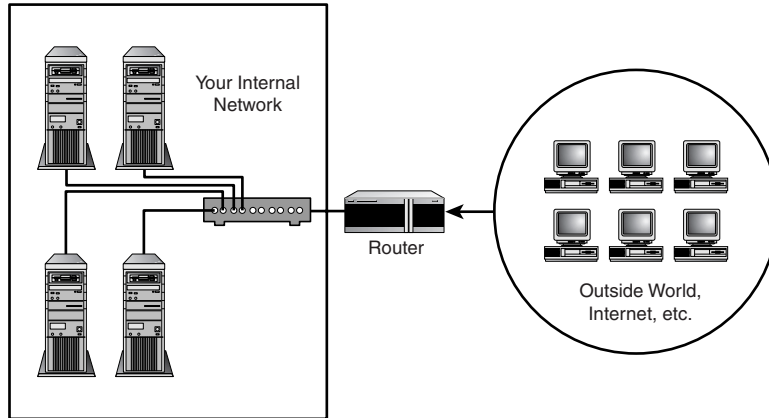 Your Internal
Network
Router
Outside World,
Internet, etc.